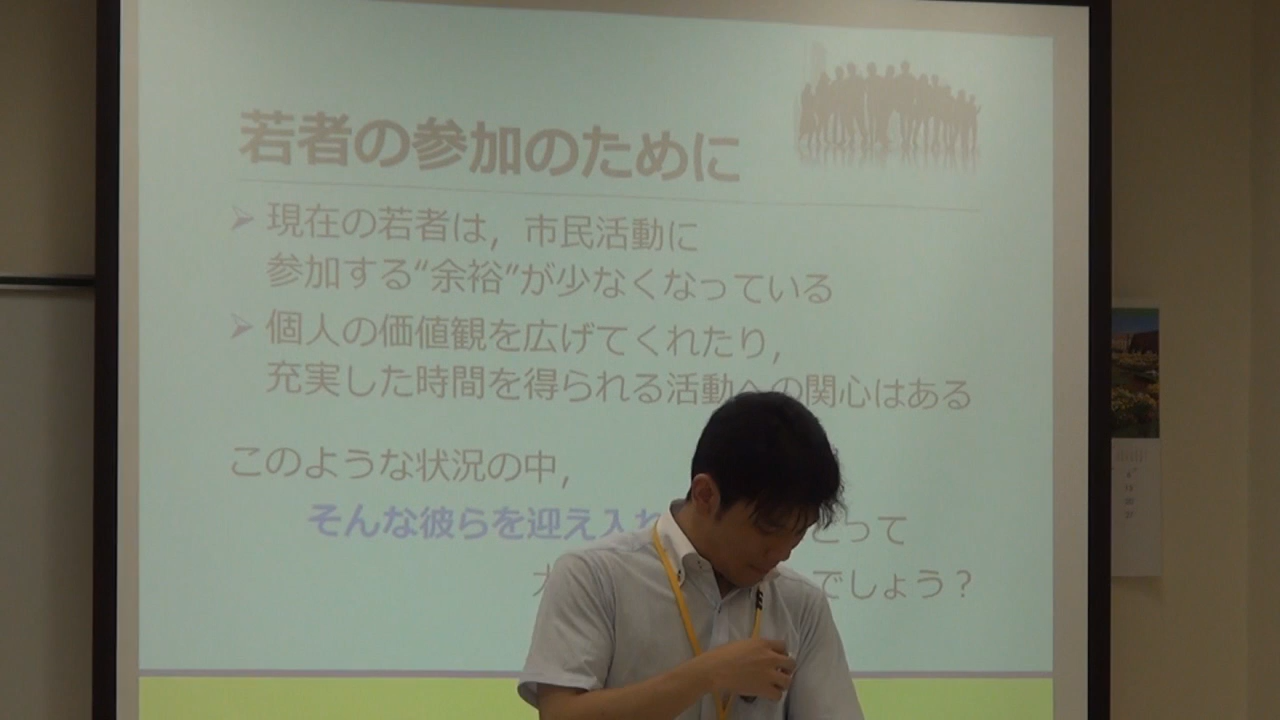 若者の参加のために
➢ 現在の若者は，市民活動に
参加する“余裕”が少なくなっている
➢ 個人の価値観を広げてくれたり，
充実した時間を得られる活動への関心はある
このような状況の中，
そんな彼らを迎え入れ とって
でしょう？